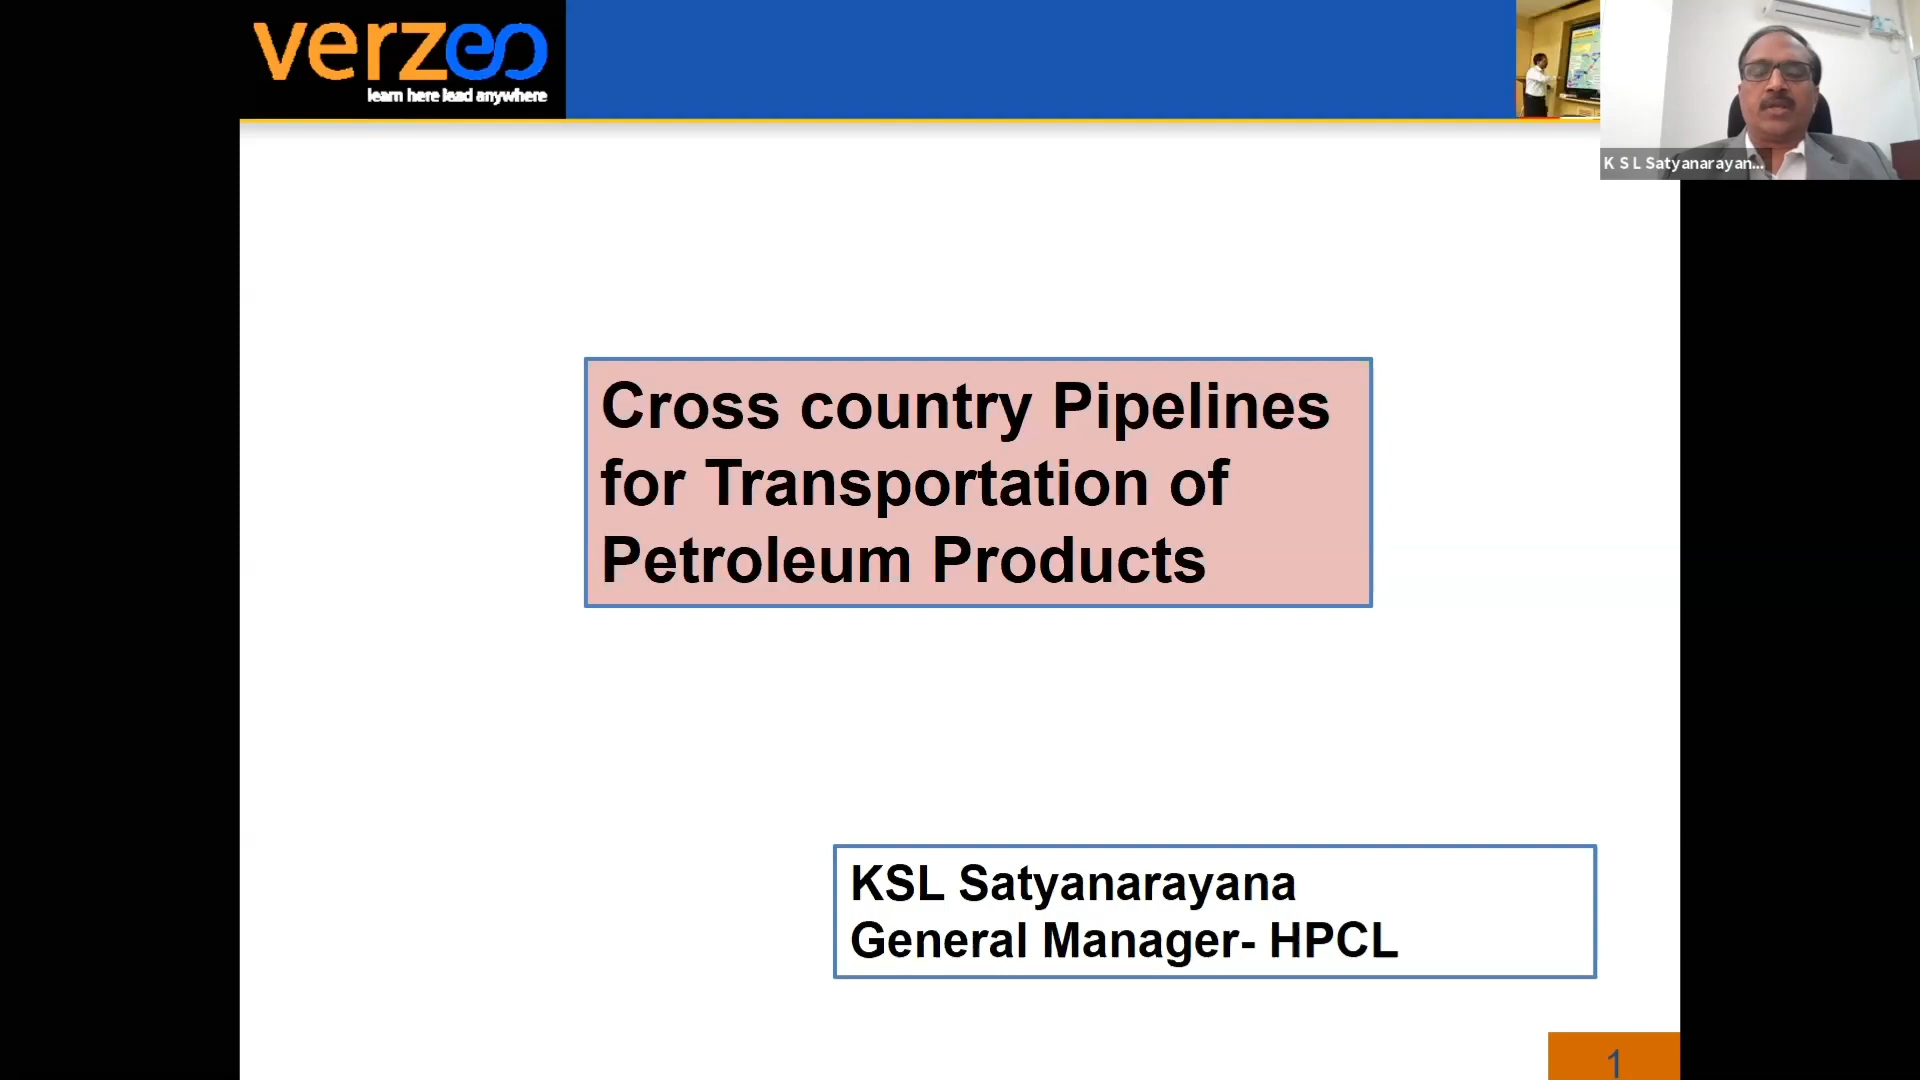 verzeo
learn here lead anywhere
K S L Satyanarayan...
Cross country Pipelines
for Transportation of
Petroleum Products
KSL Satyanarayana
General Manager- HPCL
1